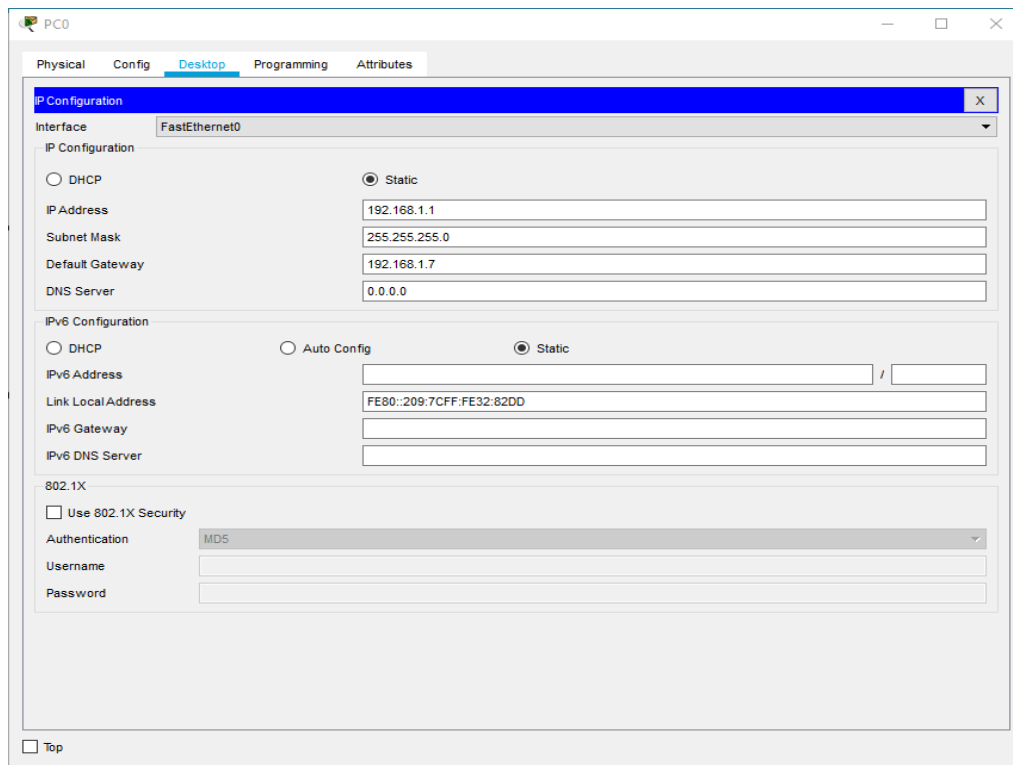 PC0
Physical Config Desktop Programming Attributes
IP Configuration X
Interface FastEthernet0
IP Configuration
DHCP Static
IP Address 192.168.1.1
Subnet Mask 255.255.255.0
Default Gateway 192.168.1.7
DNS Server 0.0.0.0
IPv6 Configuration
DHCP Auto Config Static
IPv6 Address /
Link Local Address FE80::209:7CFF:FE32:82DD
IPv6 Gateway
IPv6 DNS Server
802.1X
Use 802.1X Security
Authentication MD5
Username
Password
Top